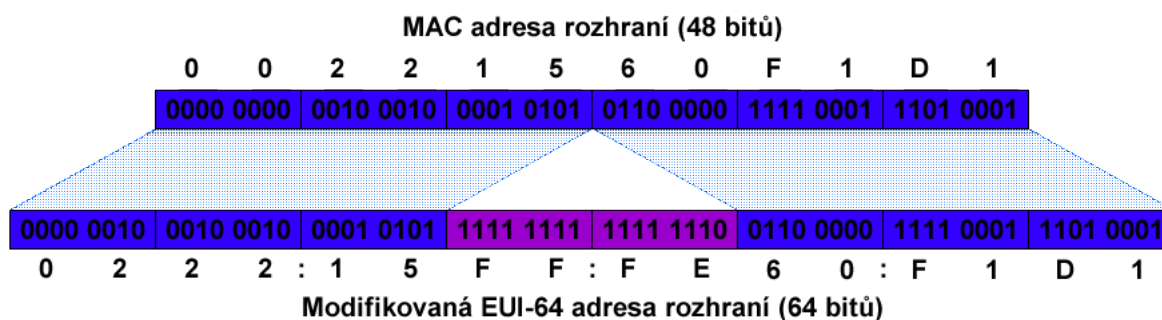 MAC adresa rozhraní (48 bitů)
0 0 2 2 1 5 6 0 F 1 D 1
0000 0000 0010 0010 0001 0101 0110 0000 1111 0001 1101 0001
0000 0010 0010 0010 0001 0101 1111 1111 1111 1110 0110 0000 1111 0001 1101 0001
0 2 2 2 : 1 5 F F : F E 6 0 : F 1 D 1
Modifikovaná EUI-64 adresa rozhraní (64 bitů)